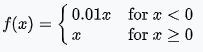 f(x) = { 0.01x for x < 0
x for x ≥ 0